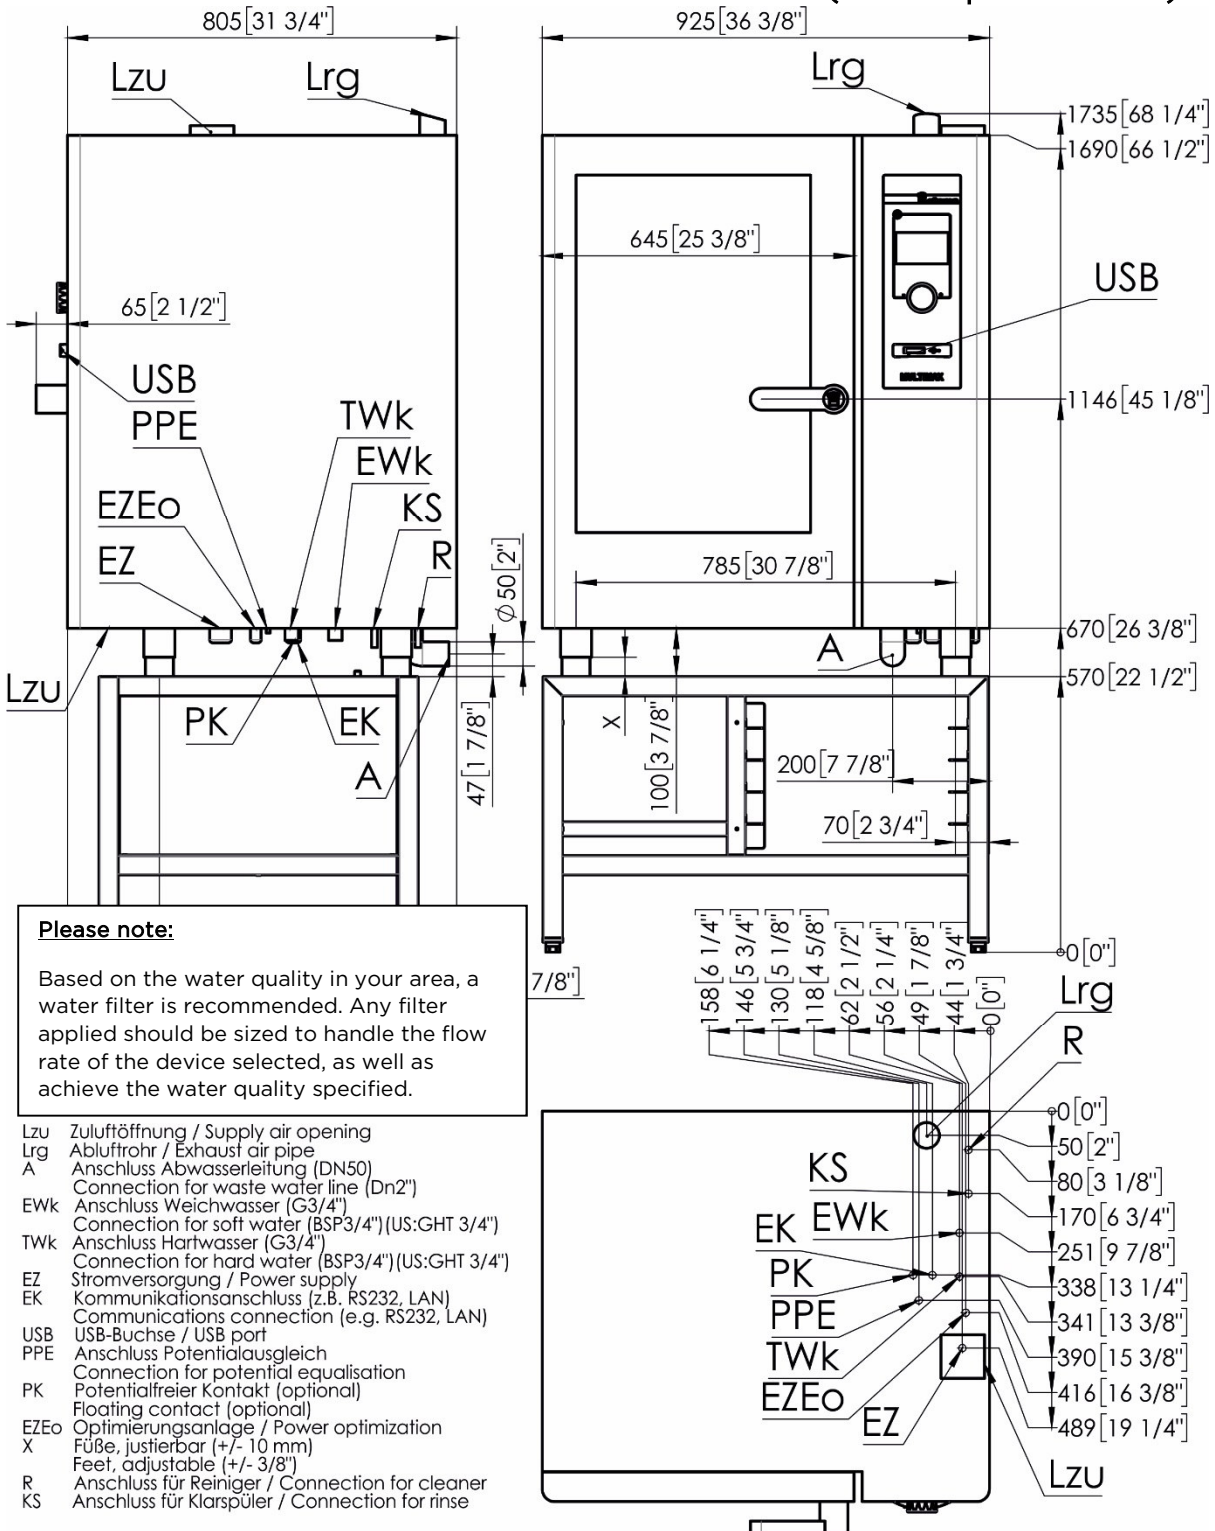 805[31 3/4"]
925[36 3/8"]
Lzu
Lrg
Lrg
1735[68 1/4"]
1690[66 1/2"]
645[25 3/8"]
USB
65[2 1/2"]
MULTIMAX
1146[45 1/8"]
USB
PPE
TWk
EWk
EZEo
KS
EZ
R
Ø50[2"]
785[30 7/8"]
670[26 3/8"]
A
570[22 1/2"]
Lzu
PK
EK
A
47[1 7/8"]
X
100[3 7/8"]
200[7 7/8"]
70[2 3/4"]
0[0"]
Please note:
Based on the water quality in your area, a
water filter is recommended. Any filter
applied should be sized to handle the flow
rate of the device selected, as well as
achieve the water quality specified.
7/8"]
158[6 1/4"]
146[5 3/4"]
130[5 1/8"]
118[4 5/8"]
62[2 1/2"]
56[2 1/4"]
49[1 7/8"]
44[1 3/4"
0[0"]
Lrg
R
0[0"]
50[2"]
80[3 1/8"]
170[6 3/4"]
251[9 7/8"]
338[13 1/4"]
341[13 3/8"]
390[15 3/8"]
416[16 3/8"]
489[19 1/4"]
KS
EWk
EK
PK
PPE
TWk
EZEo
EZ
Lzu
Lzu Zuluftöffnung / Supply air opening
Lrg Abluftrohr / Exhaust air pipe
A Anschluss Abwasserleitung (DN50)
Connection for waste water line (Dn2")
EWk Anschluss Weichwasser (G3/4")
Connection for soft water (BSP3/4")(US:GHT 3/4")
TWk Anschluss Hartwasser (G3/4")
Connection for hard water (BSP3/4")(US:GHT 3/4")
EZ Stromversorgung / Power supply
EK Kommunikationsanschluss (z.B. RS232, LAN)
Communications connection (e.g. RS232, LAN)
USB USB-Buchse / USB port
PPE Anschluss Potentialausgleich
Connection for potential equalisation
PK Potentialfreier Kontakt (optional)
Floating contact (optional)
EZEo Optimierungsanlage / Power optimization
X Füße, justierbar (+/- 10 mm)
Feet, adjustable (+/- 3/8")
R Anschluss für Reiniger / Connection for cleaner
KS Anschluss für Klarspüler / Connection for rinse